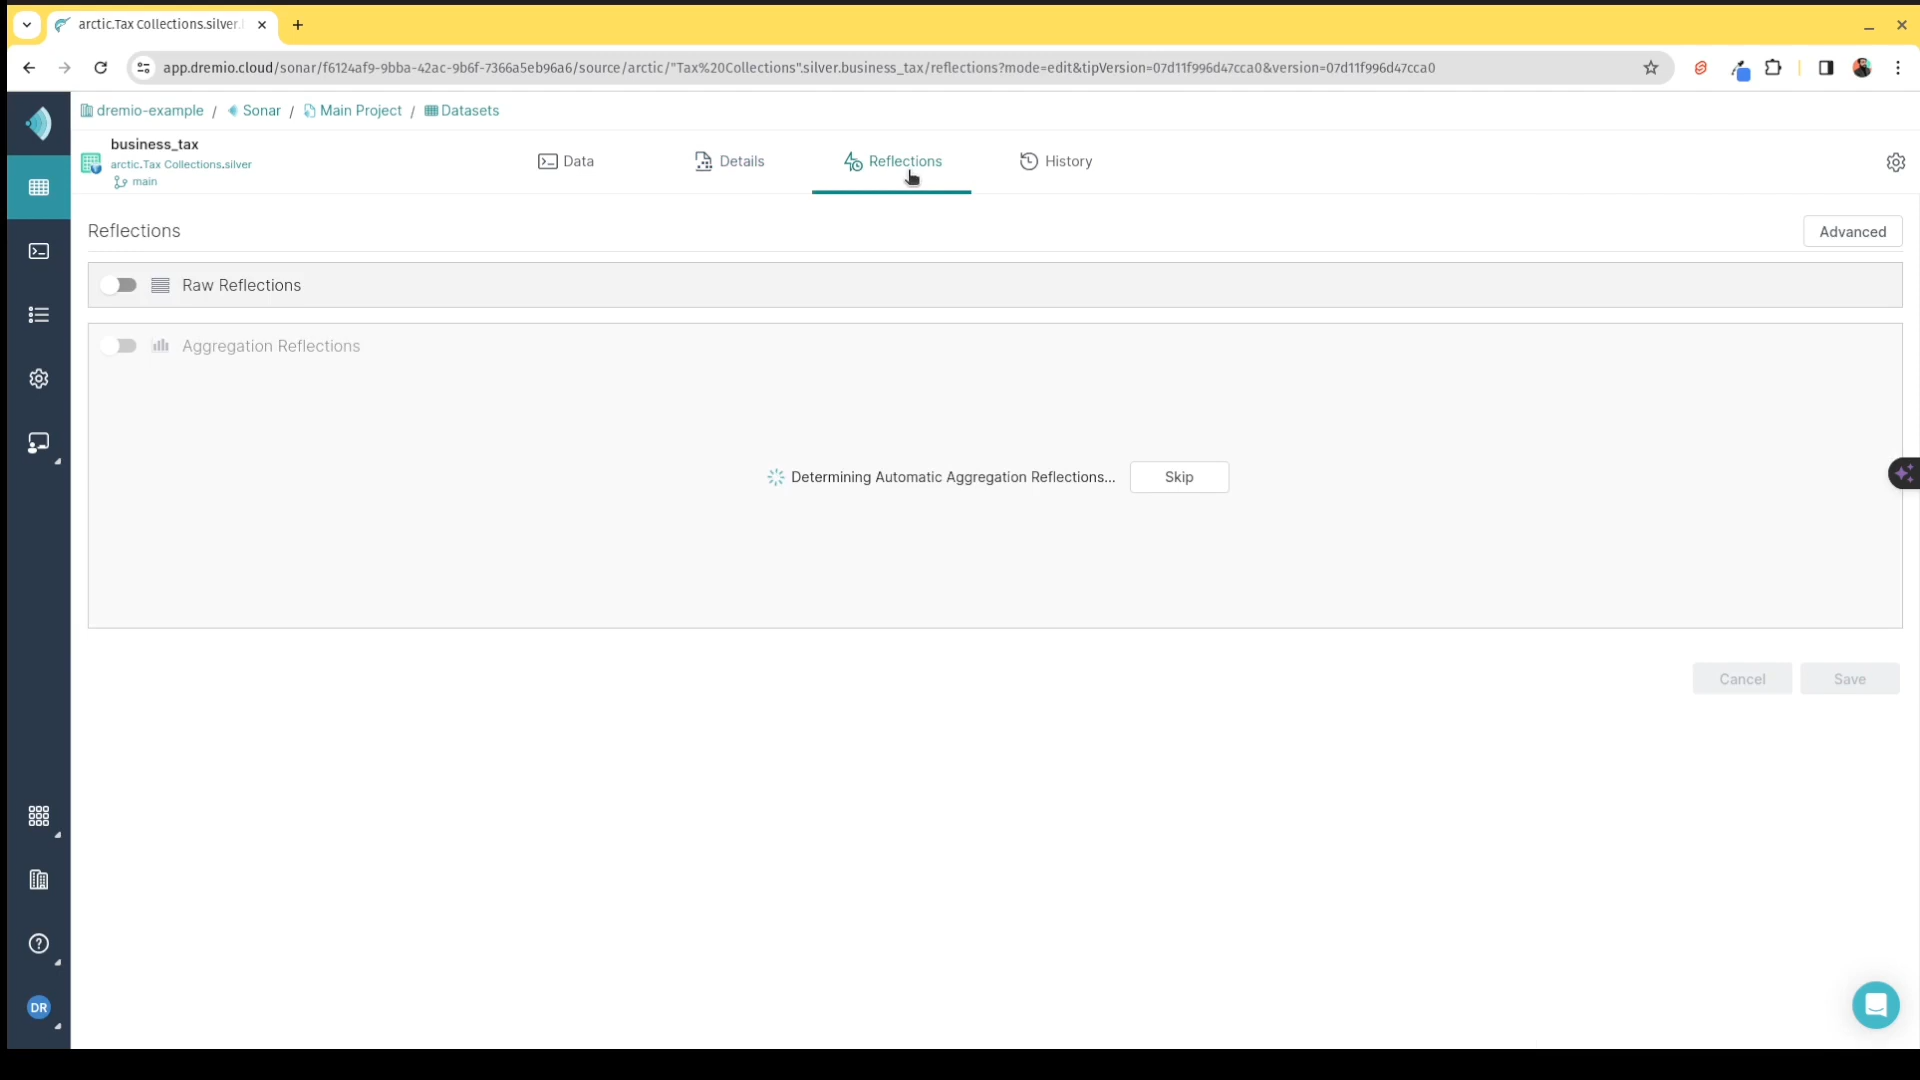 arctic.Tax Collections.silver.
app.dremio.cloud/sonar/f6124af9-9bba-42ac-9b6f-7366a5eb96a6/source/arctic/"Tax%20Collections".silver.business_tax/reflections?mode=edit&tipVersion=07d11f996d47cca0&version=07d11f996d47cca0
dremio-example / Sonar / Main Project / Datasets
business_tax
arctic.Tax Collections.silver
main
Data
Details
Reflections
History
Reflections
Advanced
Raw Reflections
Aggregation Reflections
Determining Automatic Aggregation Reflections...
Skip
Cancel
Save
DR